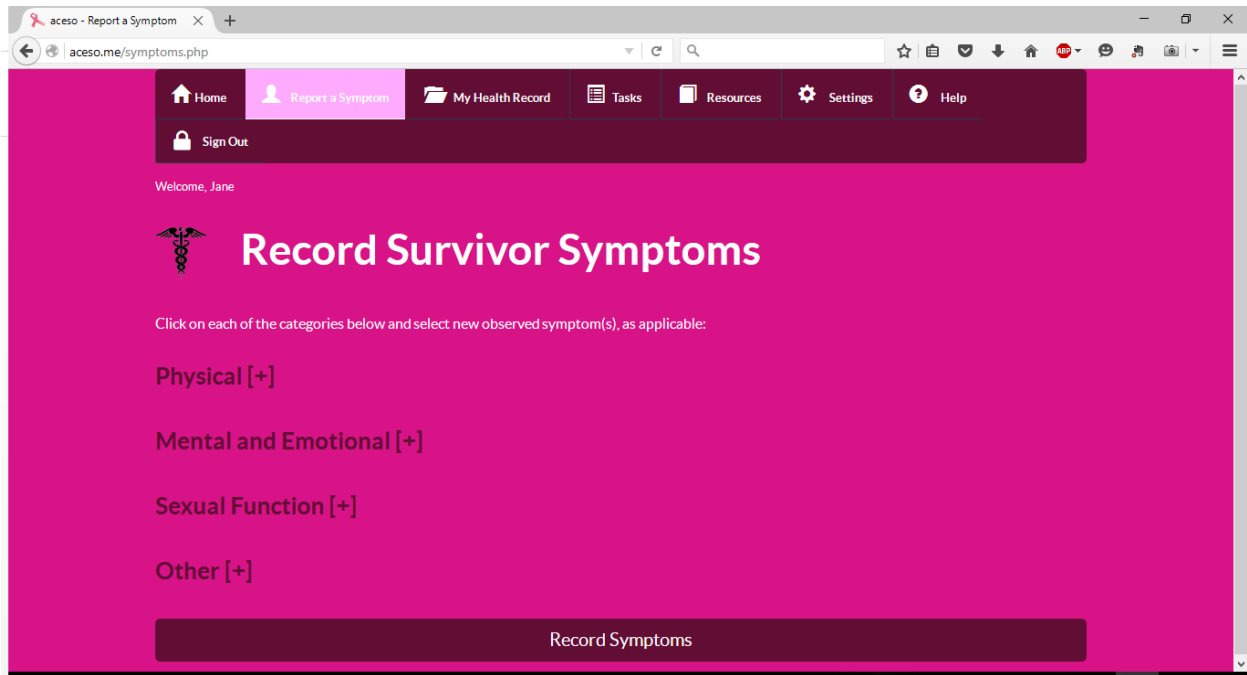 aceso - Report a Symptom
aceso.me/symptoms.php
ABP
Home
Report a Symptom
My Health Record
Tasks
Resources
Settings
Help
Sign Out
Welcome, Jane
Record Survivor Symptoms
Click on each of the categories below and select new observed symptom(s), as applicable:
Physical [+]
Mental and Emotional [+]
Sexual Function [+]
Other [+]
Record Symptoms